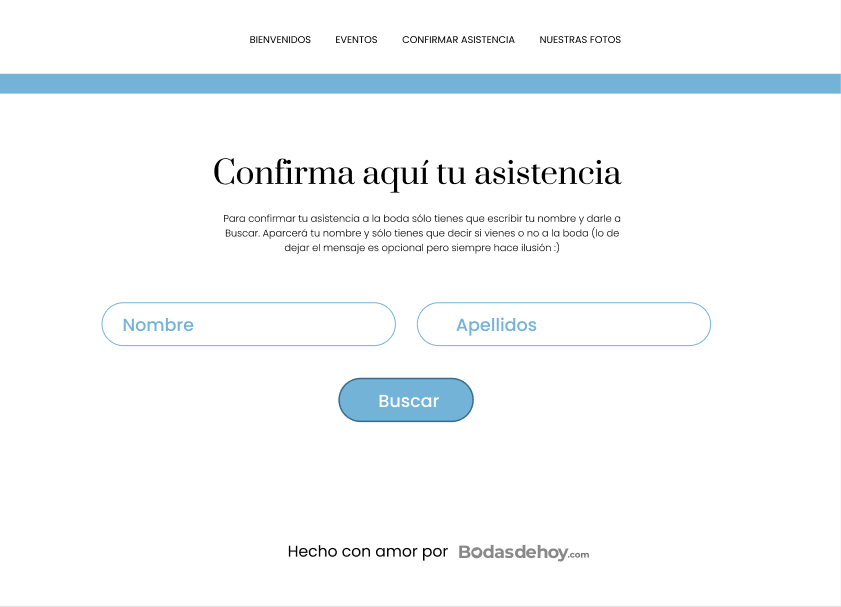 BIENVENIDOS EVENTOS CONFIRMAR ASISTENCIA NUESTRAS FOTOS
Confirma aquí tu asistencia
Para confirmar tu asistencia a la boda sólo tienes que escribir tu nombre y darle a
Buscar. Aparcerá tu nombre y sólo tienes que decir si vienes o no a la boda (lo de
dejar el mensaje es opcional pero siempre hace ilusión :)
Nombre Apellidos
Buscar
Hecho con amor por Bodasdehoy.com